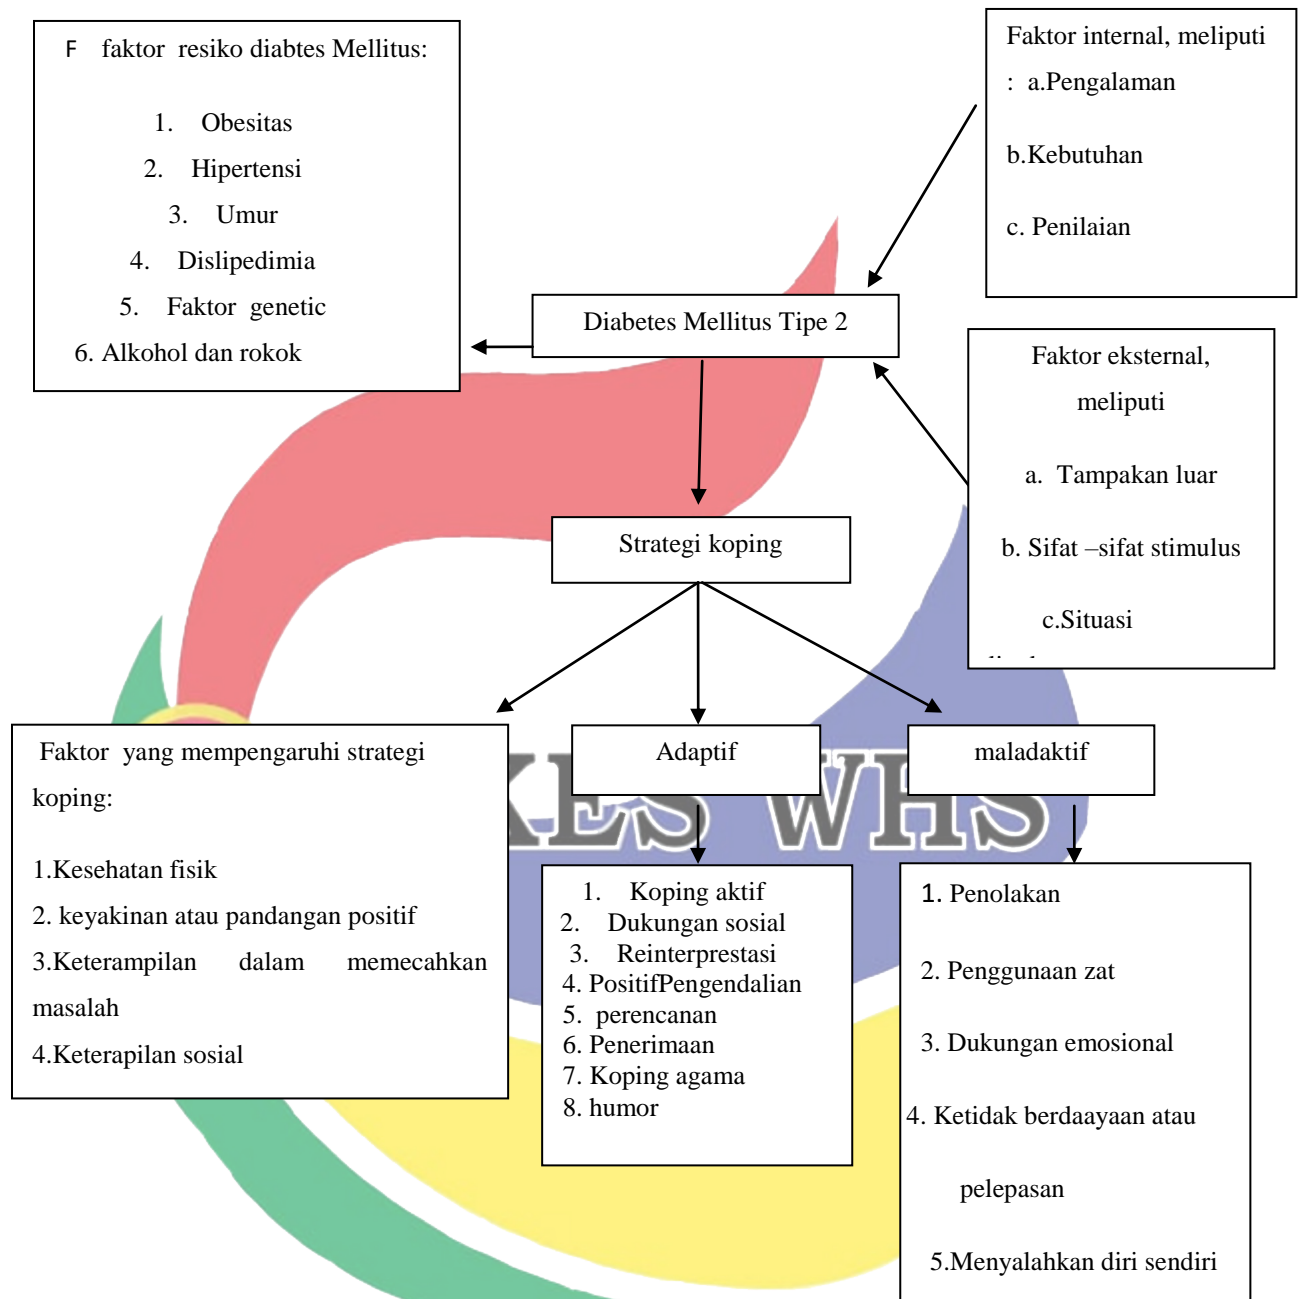 F faktor resiko diabtes Mellitus:
1. Obesitas
2. Hipertensi
3. Umur
4. Dislipedimia
5. Faktor genetic
6. Alkohol dan rokok
Faktor internal, meliputi
: a.Pengalaman
b.Kebutuhan
c. Penilaian
Diabetes Mellitus Tipe 2
Faktor eksternal,
meliputi
a. Tampakan luar
b. Sifat –sifat stimulus
c.Situasi
Strategi koping
Faktor yang mempengaruhi strategi
koping:
1.Kesehatan fisik
2. keyakinan atau pandangan positif
3.Keterampilan dalam memecahkan
masalah
4.Keterapilan sosial
Adaptif
maladaktif
KES WHS
1. Koping aktif
2. Dukungan sosial
3. Reinterprestasi
4. PositifPengendalian
5. perencanan
6. Penerimaan
7. Koping agama
8. humor
1. Penolakan
2. Penggunaan zat
3. Dukungan emosional
4. Ketidak berdaayaan atau
pelepasan
5.Menyalahkan diri sendiri